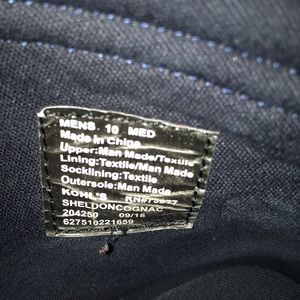 MENS 10 MED
Made in China
Upper:Man Made/Textile
Lining:Textile/Man Made
Socklining:Textile
Outersole:Man Made
KOHL'S
SHELDONCOGNAC
204250 09/18
627510221659